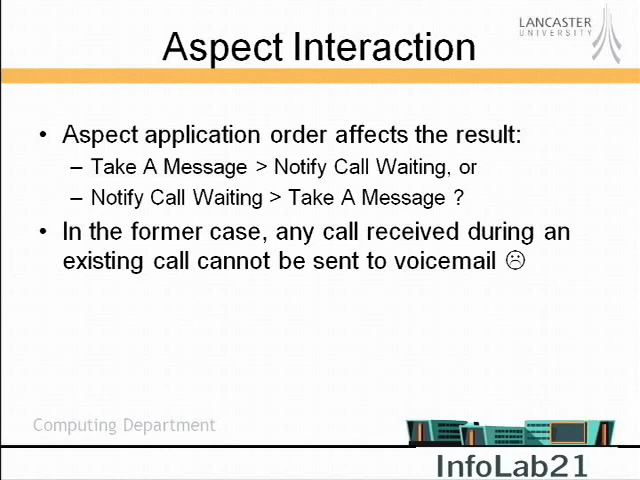 Aspect Interaction
LANCASTER
UNIVERSITY
• Aspect application order affects the result:
– Take A Message > Notify Call Waiting, or
– Notify Call Waiting > Take A Message ?
• In the former case, any call received during an
existing call cannot be sent to voicemail ☹
Computing Department
InfoLab21